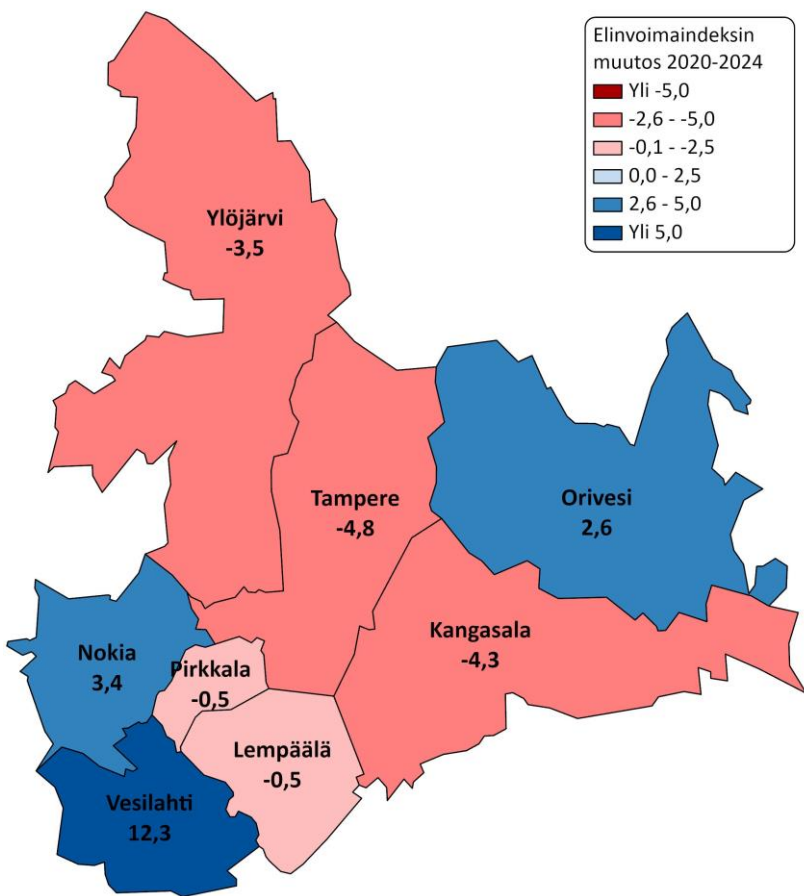 Elinvoimaindeksin
muutos 2020-2024
Yli -5,0
-2,6 - -5,0
-0,1 - -2,5
0,0 - 2,5
2,6 - 5,0
Yli 5,0
Ylöjärvi
-3,5
Tampere
-4,8
Orivesi
2,6
Kangasala
-4,3
Nokia
3,4
Pirkkala
-0,5
Lempäälä
-0,5
Vesilahti
12,3